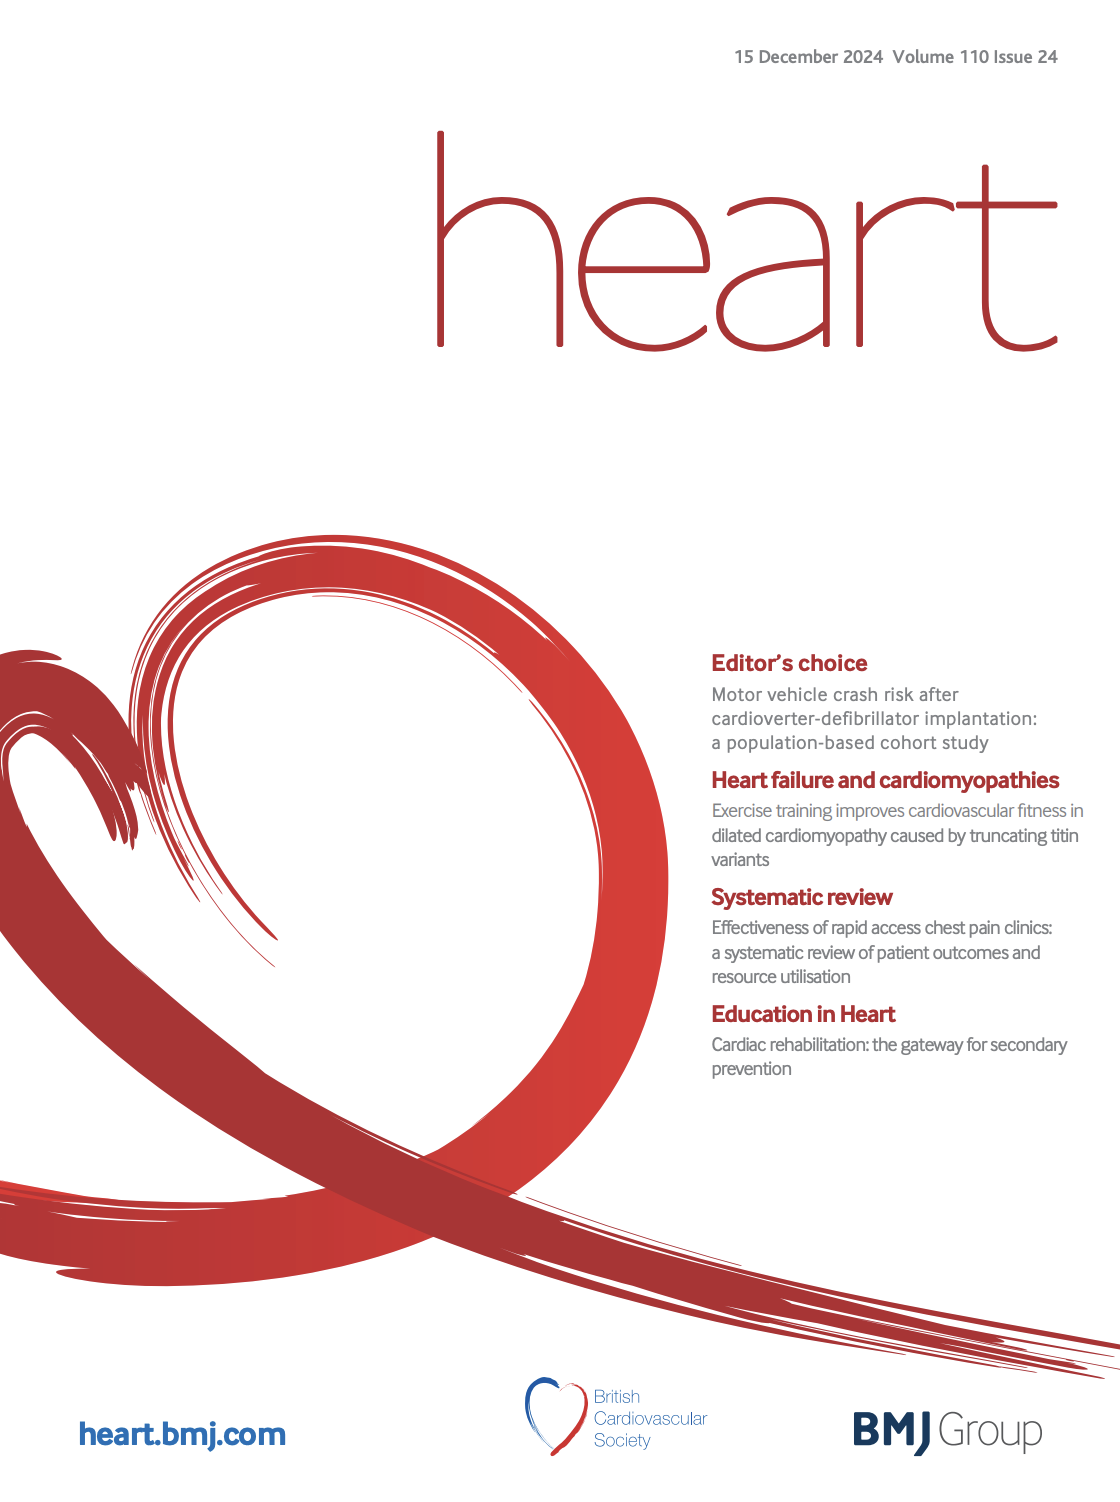 15 December 2024 Volume 110 Issue 24
heart
Editor’s choice
Motor vehicle crash risk after
cardioverter-defibrillator implantation:
a population-based cohort study
Heart failure and cardiomyopathies
Exercise training improves cardiovascular fitness in
dilated cardiomyopathy caused by truncating titin
variants
Systematic review
Effectiveness of rapid access chest pain clinics:
a systematic review of patient outcomes and
resource utilisation
Education in Heart
Cardiac rehabilitation: the gateway for secondary
prevention
heart.bmj.com
British
Cardiovascular
Society
BMJ Group